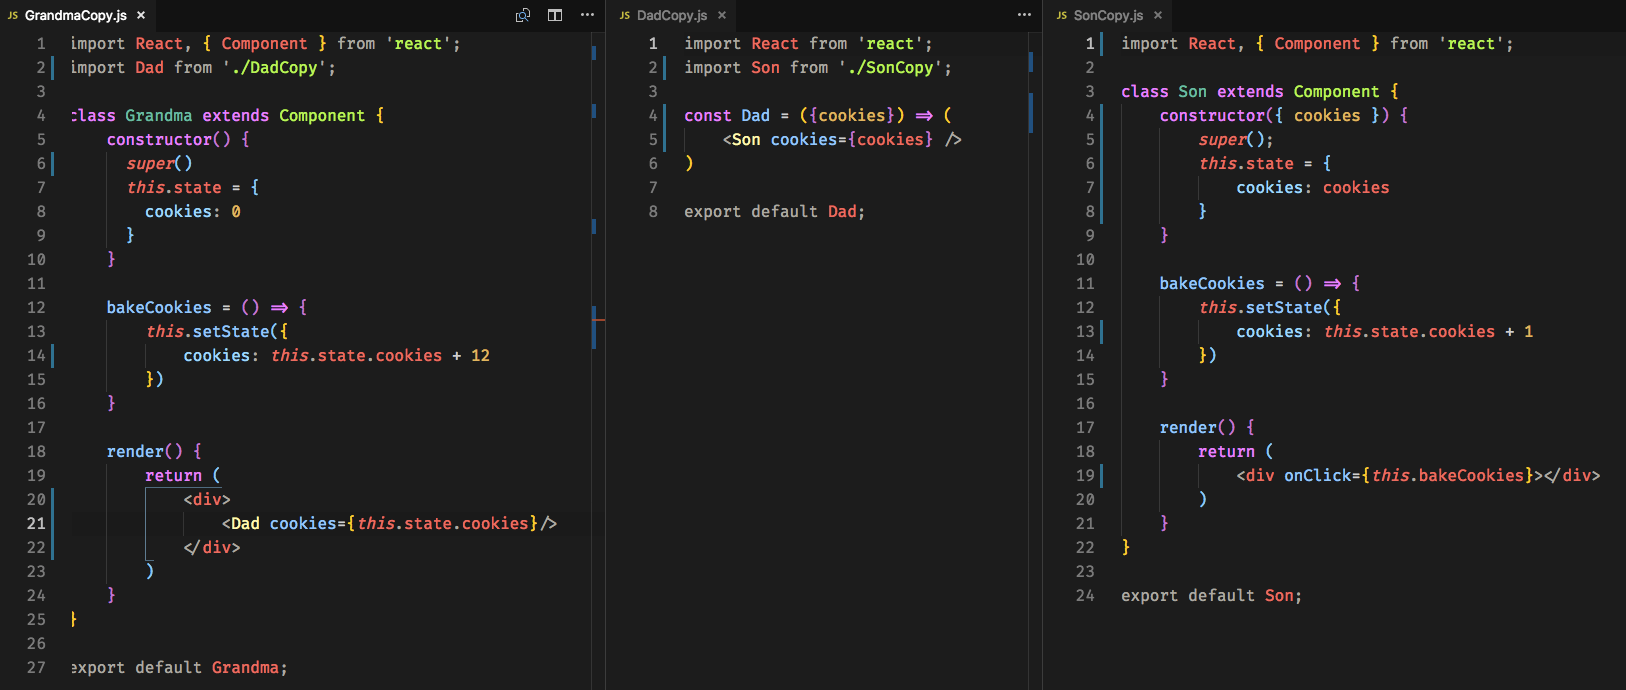 JS GrandmaCopy.js ×
1 import React, { Component } from 'react';
2 import Dad from './DadCopy';
3
4 class Grandma extends Component {
5 constructor() {
6 super()
7 this.state = {
8 cookies: 0
9 }
10 }
11
12 bakeCookies = () => {
13 this.setState({
14 cookies: this.state.cookies + 12
15 })
16 }
17
18 render() {
19 return (
20 <div>
21 <Dad cookies={this.state.cookies}/>
22 </div>
23 )
24 }
25 }
26
27 export default Grandma;
JS DadCopy.js ×
1 import React from 'react';
2 import Son from './SonCopy';
3
4 const Dad = ({cookies}) => (
5 <Son cookies={cookies} />
6 )
7
8 export default Dad;
JS SonCopy.js ×
1 import React, { Component } from 'react';
2
3 class Son extends Component {
4 constructor({ cookies }) {
5 super();
6 this.state = {
7 cookies: cookies
8 }
9 }
10
11 bakeCookies = () => {
12 this.setState({
13 cookies: this.state.cookies + 1
14 })
15 }
16
17 render() {
18 return (
19 <div onClick={this.bakeCookies}></div>
20 )
21 }
22 }
23
24 export default Son;